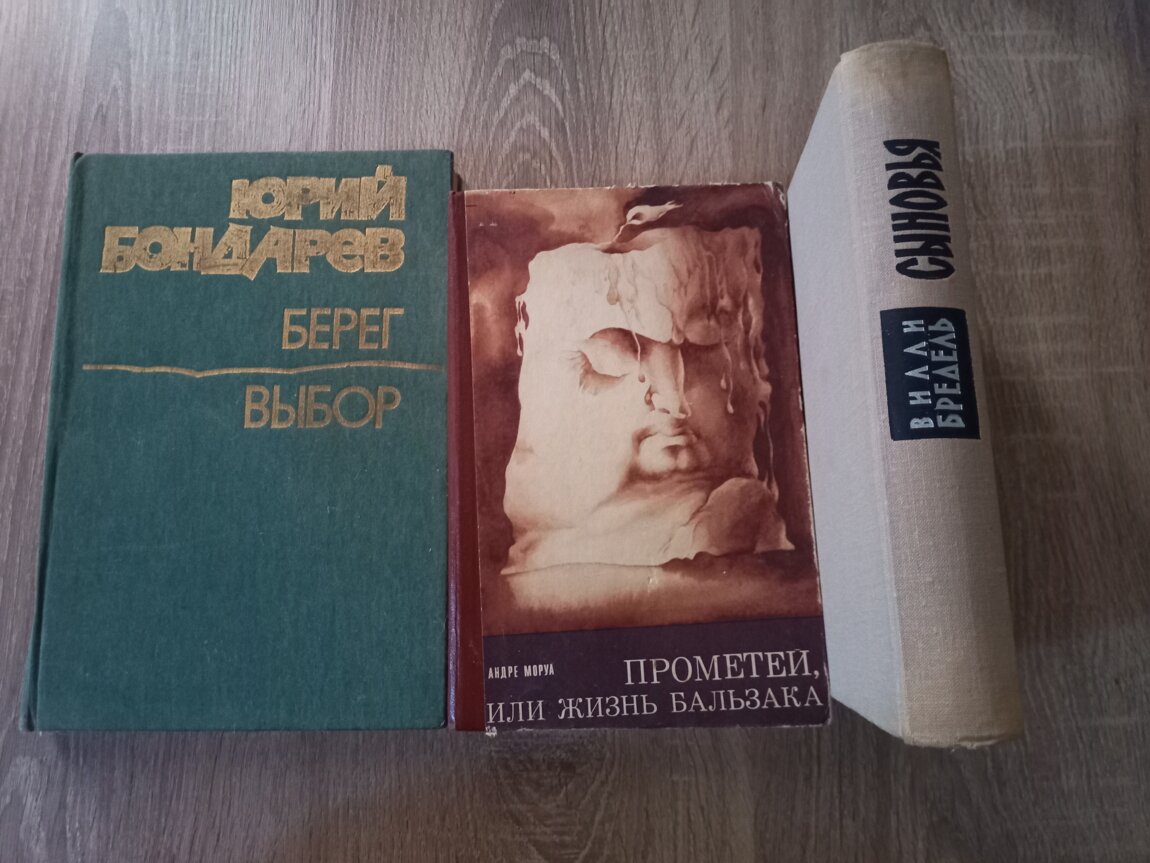 ЮРИЙ
БОНДАРЕВ
БЕРЕГ
ВЫБОР
АНДРЕ МОРУА
ПРОМЕТЕЙ,
ИЛИ ЖИЗНЬ БАЛЬЗАКА
ВИЛЛИ
БРЕДЕЛЬ
СЫНОВЬЯ